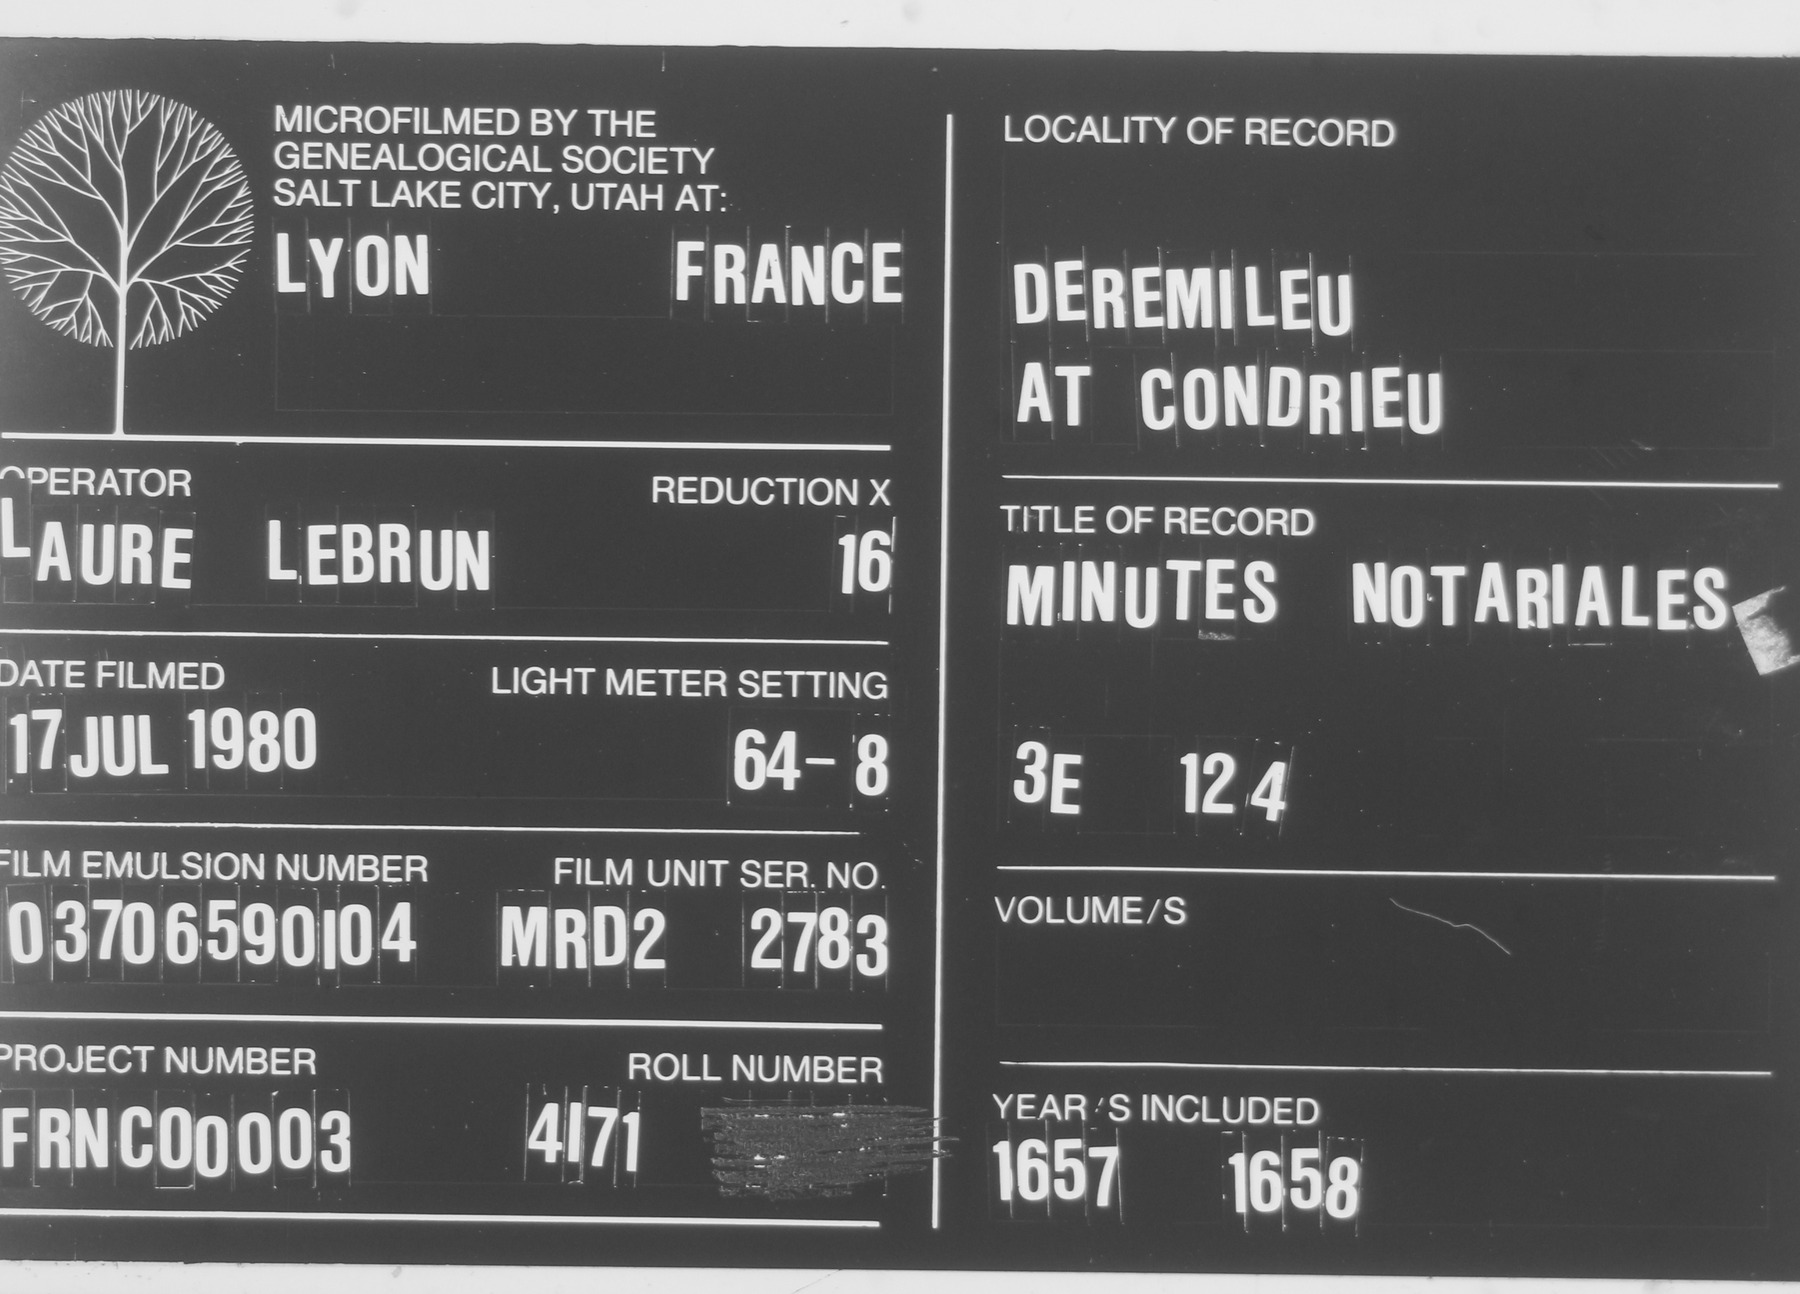 MICROFILMED BY THE
GENEALOGICAL SOCIETY
SALT LAKE CITY, UTAH AT:
LYON FRANCE
OPERATOR REDUCTION X
LAURE LEBRUN 16
DATE FILMED LIGHT METER SETTING
17 JUL 1980 64-8
FILM EMULSION NUMBER FILM UNIT SER. NO.
03706590104 MRD2 2783
PROJECT NUMBER ROLL NUMBER
FRNC00003 4171
LOCALITY OF RECORD
DEREMILEU
AT CONDRIEU
TITLE OF RECORD
MINUTES NOTARIALES
3E 124
VOLUME/S
YEAR'S INCLUDED
1657 1658